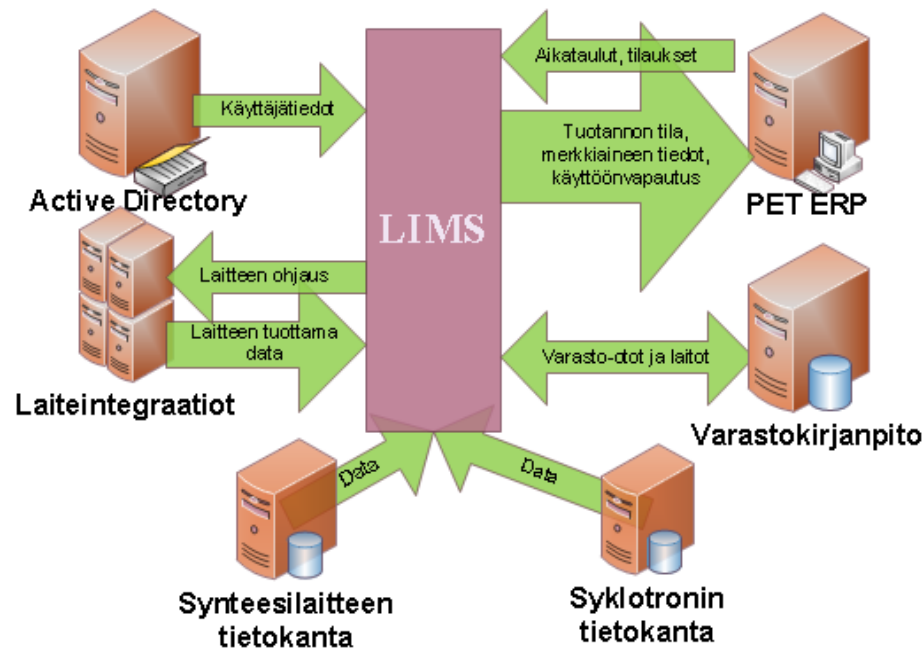 Aikataulut, tilaukset
Käyttäjätiedot
Tuotannon tila,
merkkiaineen tiedot,
käyttöönvapautus
Active Directory
PET ERP
LIMS
Laitteen ohjaus
Laitteen tuottama
data
Varasto-otot ja laitot
Laiteintegraatiot
Varastokirjanpito
Data
Data
Synteesilaitteen
tietokanta
Syklotronin
tietokanta